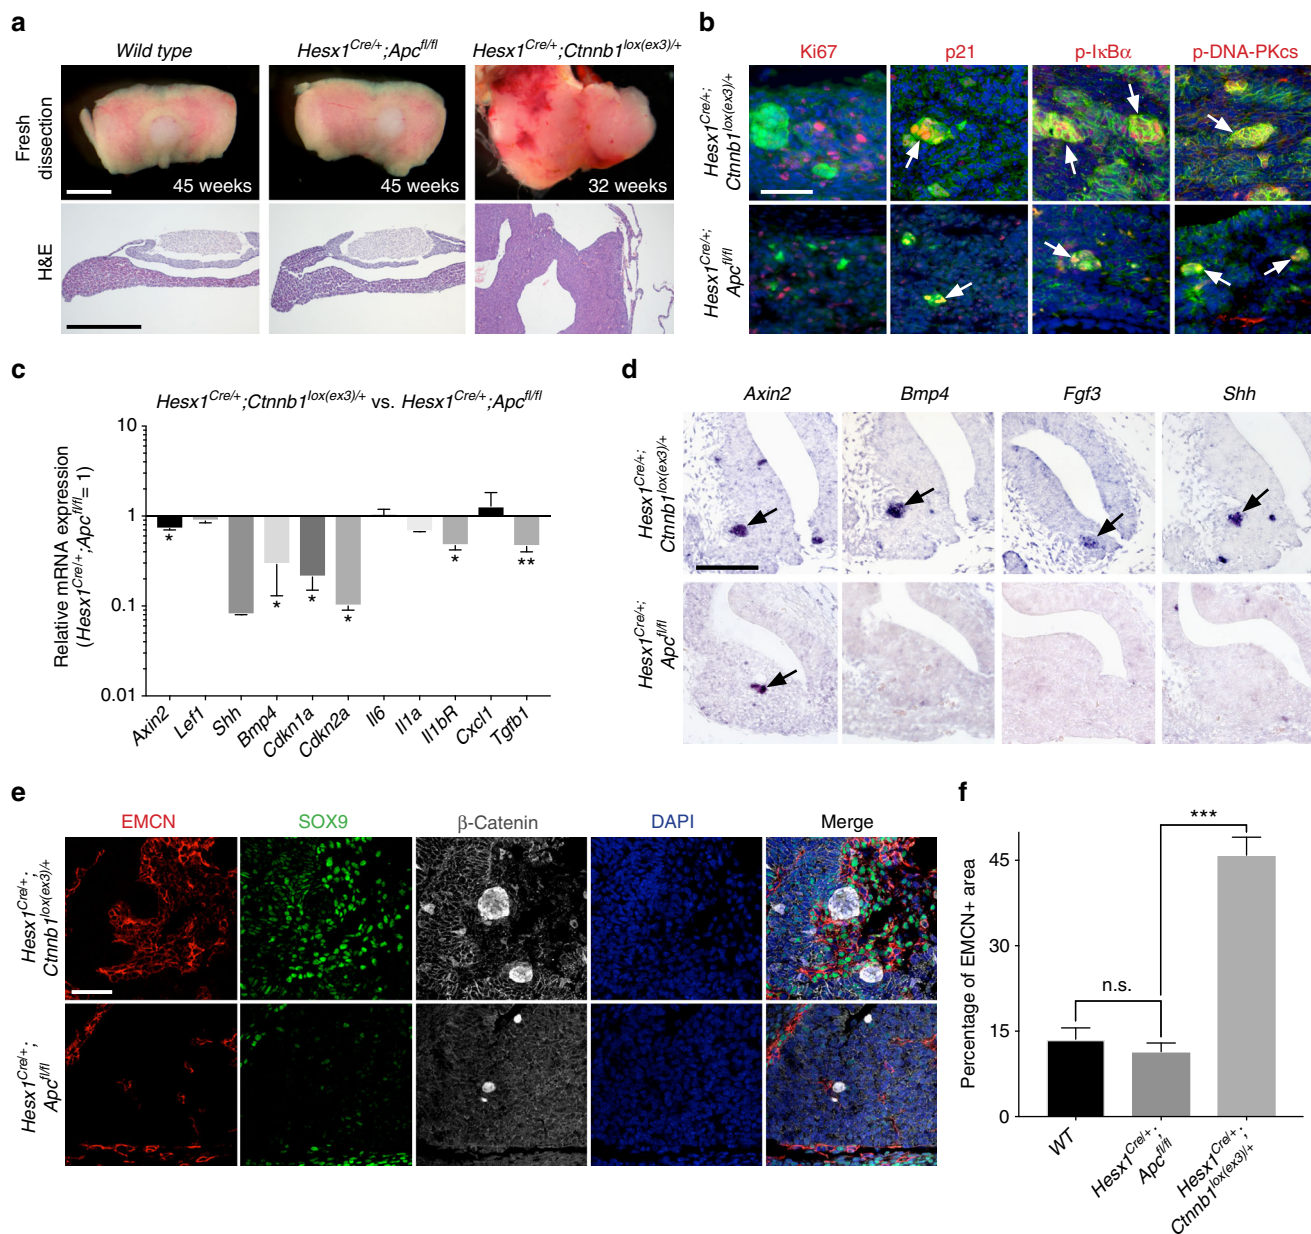 a
Wild type
Hesx1Cre/+;Apcfl/fl
Hesx1Cre/+;Ctnnb1lox(ex3)/+
Fresh
dissection
45 weeks
45 weeks
32 weeks
H&E
b
Ki67
p21
p-IκBα
p-DNA-PKcs
Hesx1Cre/+;
Ctnnb1lox(ex3)/+
Hesx1Cre/+;
Apcfl/fl
c
Hesx1Cre/+;Ctnnb1lox(ex3)/+ vs. Hesx1Cre/+;Apcfl/fl
Relative mRNA expression
(Hesx1Cre/+;Apcfl/fl= 1)
10
1
0.1
0.01
*
*
*
*
*
**
Axin2
Lef1
Shh
Bmp4
Cdkn1a
Cdkn2a
Il6
Il1a
Il1bR
Cxcl1
Tgfb1
d
Axin2
Bmp4
Fgf3
Shh
Hesx1Cre/+;
Ctnnb1lox(ex3)/+
Hesx1Cre/+;
Apcfl/fl
e
EMCN
SOX9
β-Catenin
DAPI
Merge
Hesx1Cre/+;
Ctnnb1lox(ex3)/+
Hesx1Cre/+;
Apcfl/fl
f
Percentage of EMCN+ area
45
30
15
0
n.s.
***
WT
Hesx1Cre/+;
Apcfl/fl
Hesx1Cre/+;
Ctnnb1lox(ex3)/+